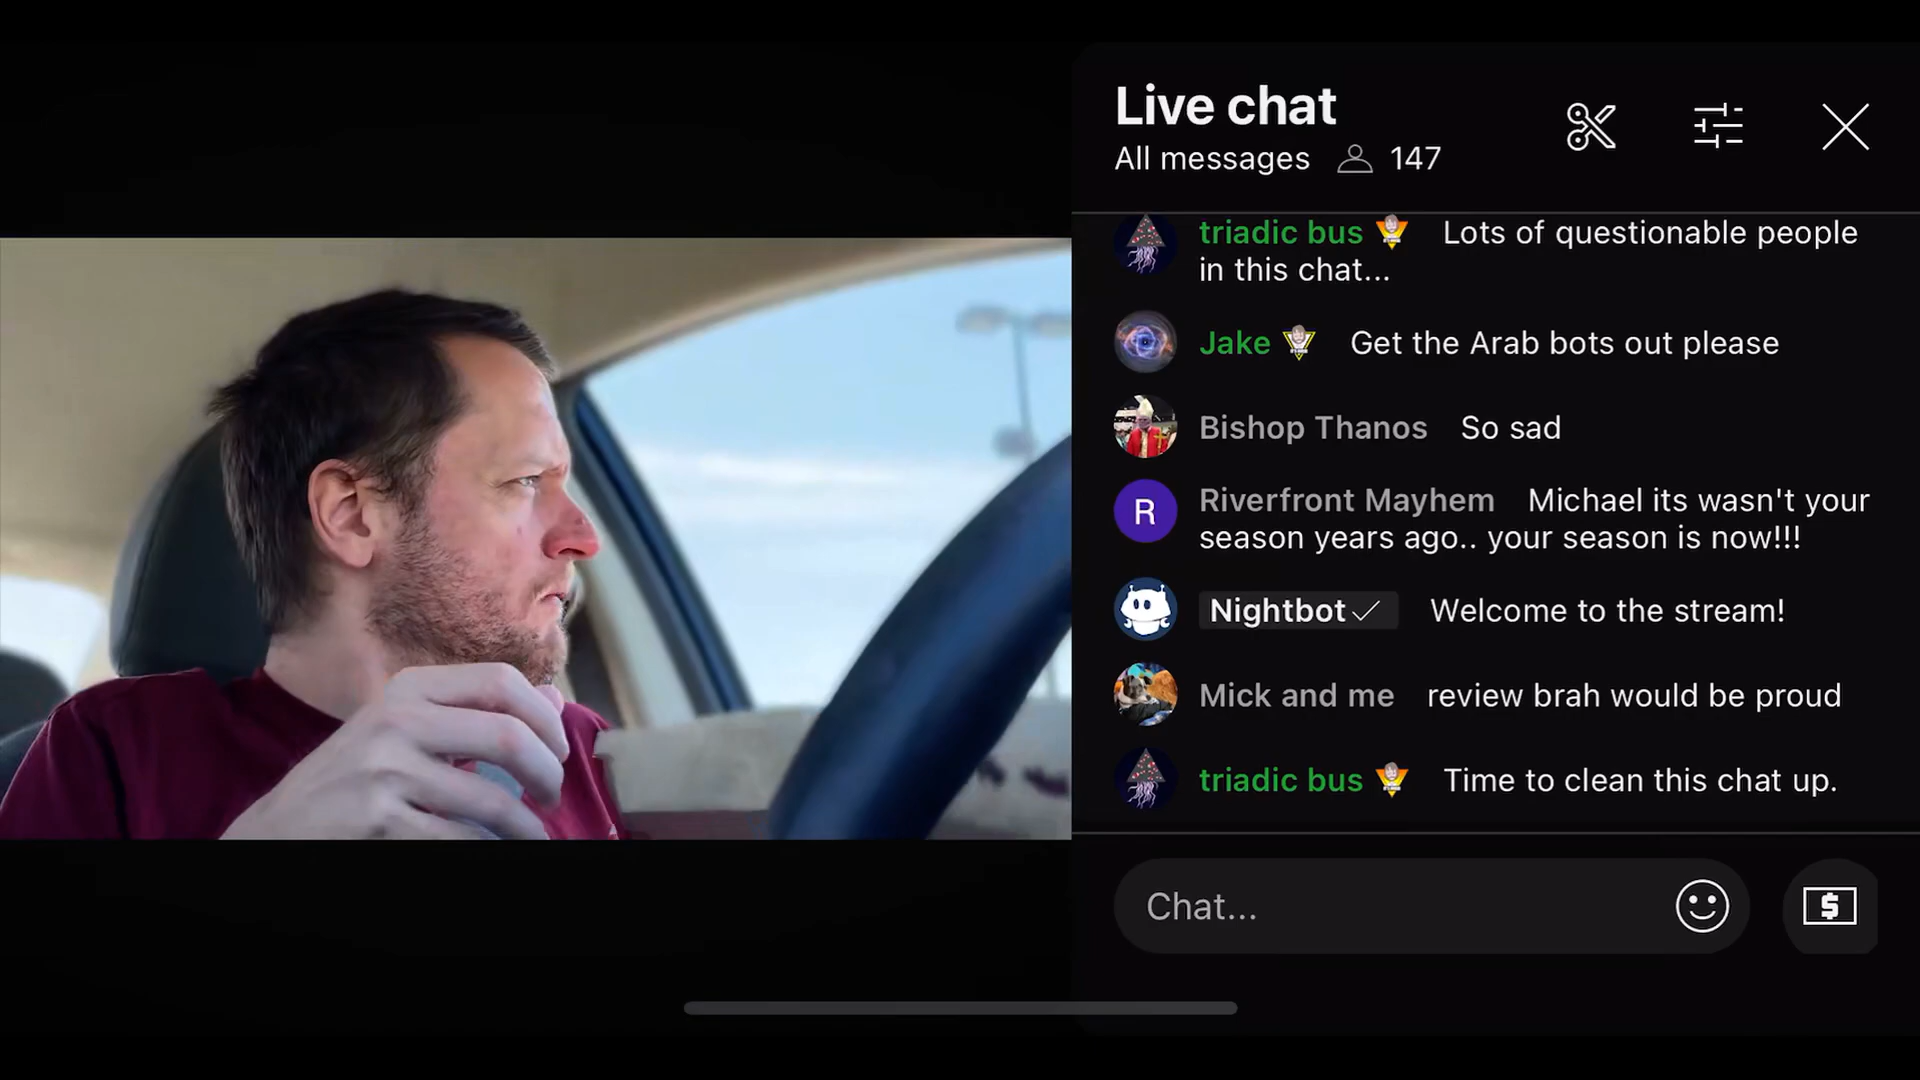 Live chat
All messages 147
triadic bus Lots of questionable people
in this chat...
Jake Get the Arab bots out please
Bishop Thanos So sad
R Riverfront Mayhem Michael its wasn't your
season years ago.. your season is now!!!
Nightbot Welcome to the stream!
Mick and me review brah would be proud
triadic bus Time to clean this chat up.
Chat...
$